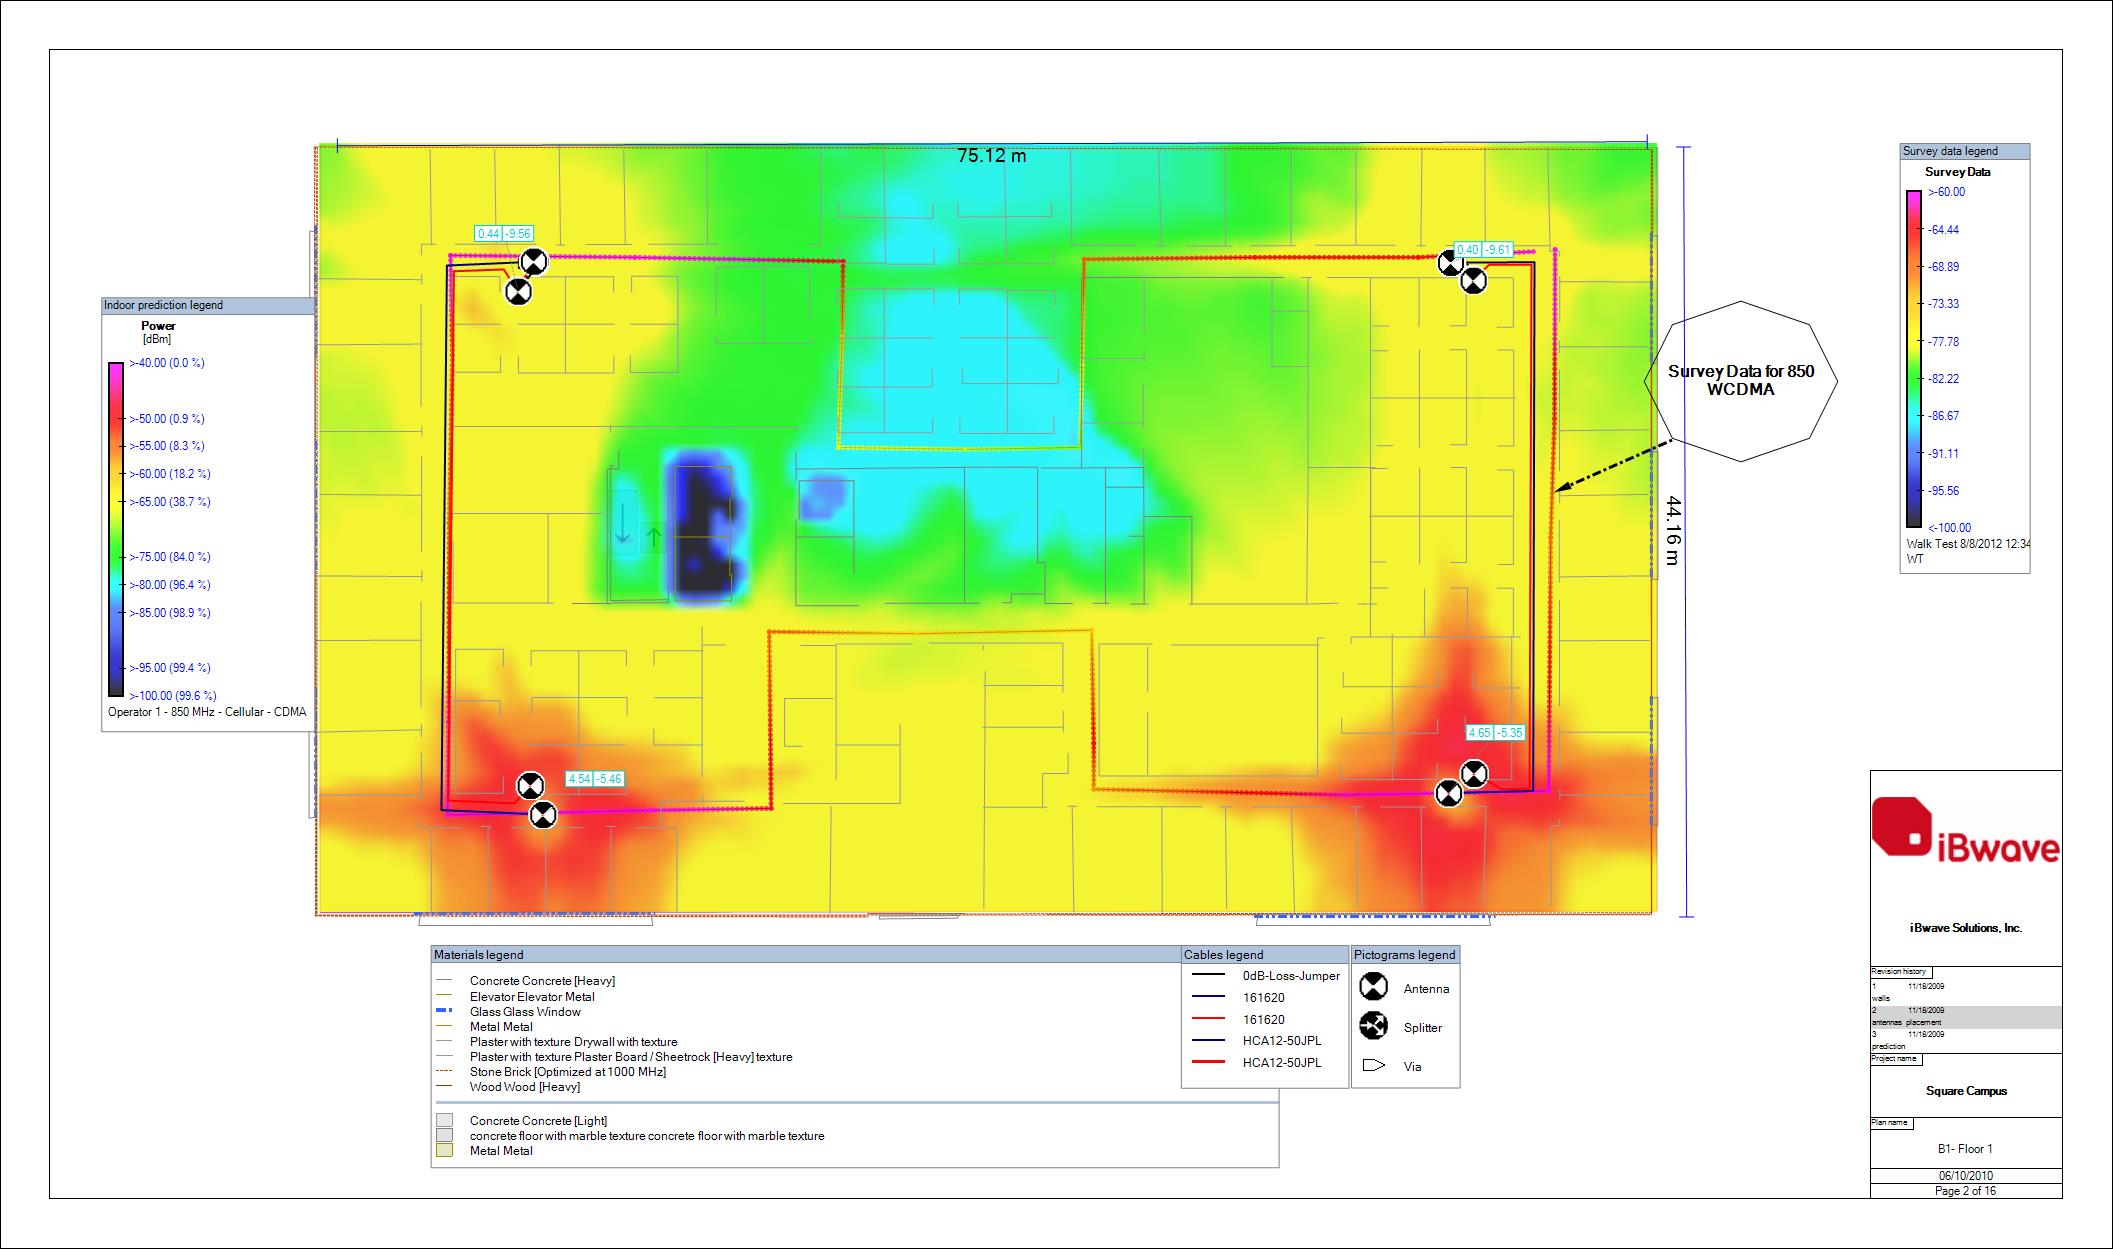 75.12 m
44.16 m
0.44 -9.56
0.40 -9.61
4.54 -5.46
4.65 -5.35
Indoor prediction legend
Power
[dBm]
>-40.00 (0.0 %)
>-50.00 (0.9 %)
>-55.00 (8.3 %)
>-60.00 (18.2 %)
>-65.00 (38.7 %)
>-75.00 (84.0 %)
>-80.00 (96.4 %)
>-85.00 (98.9 %)
>-95.00 (99.4 %)
>-100.00 (99.6 %)
Operator 1 - 850 MHz - Cellular - CDMA
Survey Data for 850
WCDMA
Survey data legend
Survey Data
>-60.00
-64.44
-68.89
-73.33
-77.78
-82.22
-86.67
-91.11
-95.56
<-100.00
Walk Test 8/8/2012 12:34
WT
Materials legend
Concrete Concrete [Heavy]
Elevator Elevator Metal
Glass Glass Window
Metal Metal
Plaster with texture Drywall with texture
Plaster with texture Plaster Board / Sheetrock [Heavy] texture
Stone Brick [Optimized at 1000 MHz]
Wood Wood [Heavy]
Concrete Concrete [Light]
concrete floor with marble texture concrete floor with marble texture
Metal Metal
Cables legend
0dB-Loss-Jumper
161620
161620
HCA12-50JPL
HCA12-50JPL
Pictograms legend
Antenna
Splitter
Via
iBwave
iBwave Solutions, Inc.
Revision history
1 11/18/2009
walls
2 11/18/2009
antennas placement
3 11/18/2009
prediction
Project name
Square Campus
Plan name
B1- Floor 1
06/10/2010
Page 2 of 16